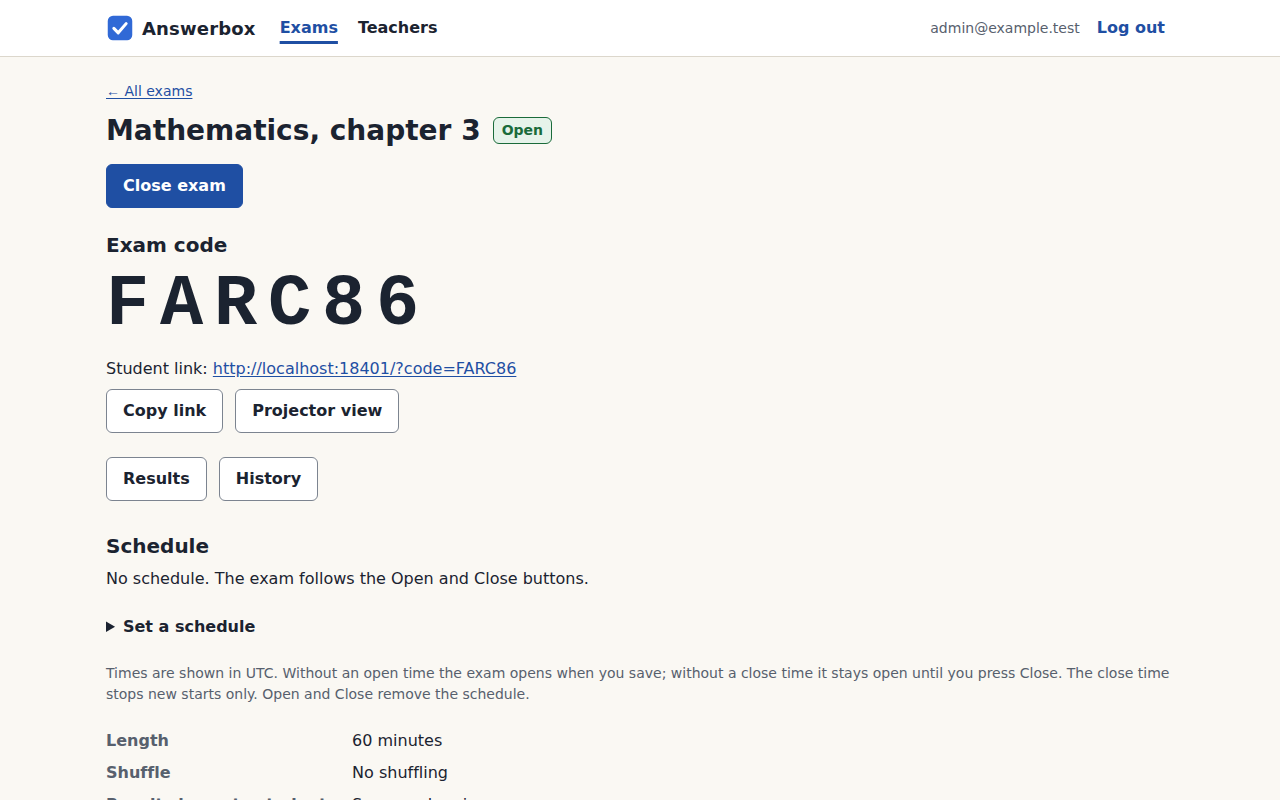 Answerbox Exams Teachers admin@example.test Log out
← All exams
Mathematics, chapter 3 Open
Close exam
Exam code
FARC86
Student link: http://localhost:18401/?code=FARC86
Copy link Projector view
Results History
Schedule
No schedule. The exam follows the Open and Close buttons.
Set a schedule
Times are shown in UTC. Without an open time the exam opens when you save; without a close time it stays open until you press Close. The close time
stops new starts only. Open and Close remove the schedule.
Length 60 minutes
Shuffle No shuffling